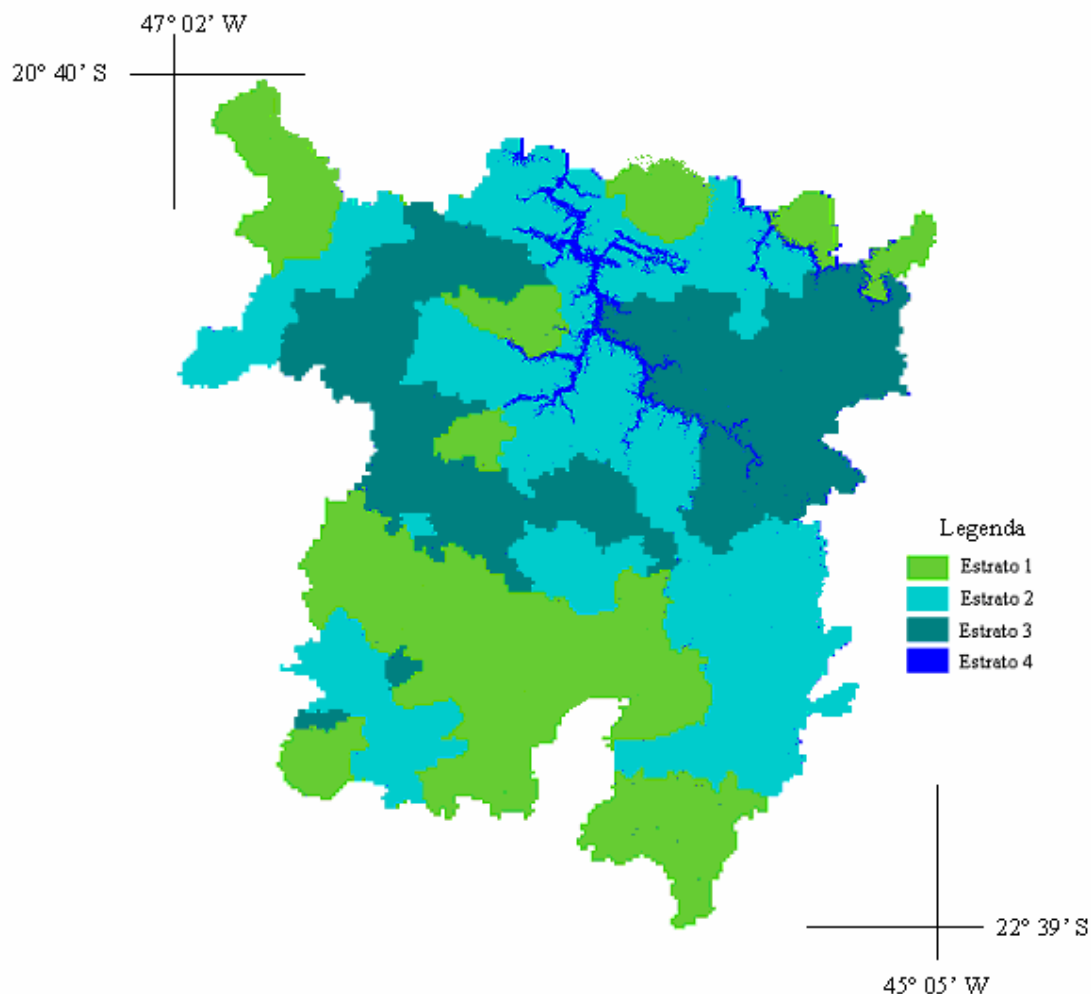 47° 02’ W
20° 40’ S
Legenda
Estrato 1
Estrato 2
Estrato 3
Estrato 4
22° 39’ S
45° 05’ W